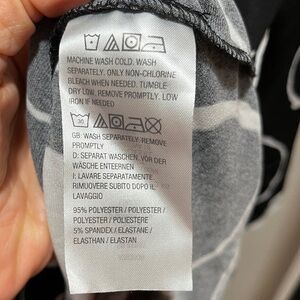 MACHINE WASH COLD. WASH
SEPARATELY. ONLY NON-CHLORINE
BLEACH WHEN NEEDED. TUMBLE
DRY LOW, REMOVE PROMPTLY. LOW
IRON IF NEEDED
30
GB: WASH SEPARATELY-REMOVE
PROMPTLY
D: SEPARAT WASCHEN, VOR DER
WÄSCHE ENTFERNEN
I: LAVARE SEPARATAMENTE
RIMUOVERE SUBITO DOPO IL
LAVAGGIO
95% POLYESTER / POLYESTER /
POLYESTER / POLIESTERE
5% SPANDEX / ELASTANE /
ELASTHAN / ELASTAN